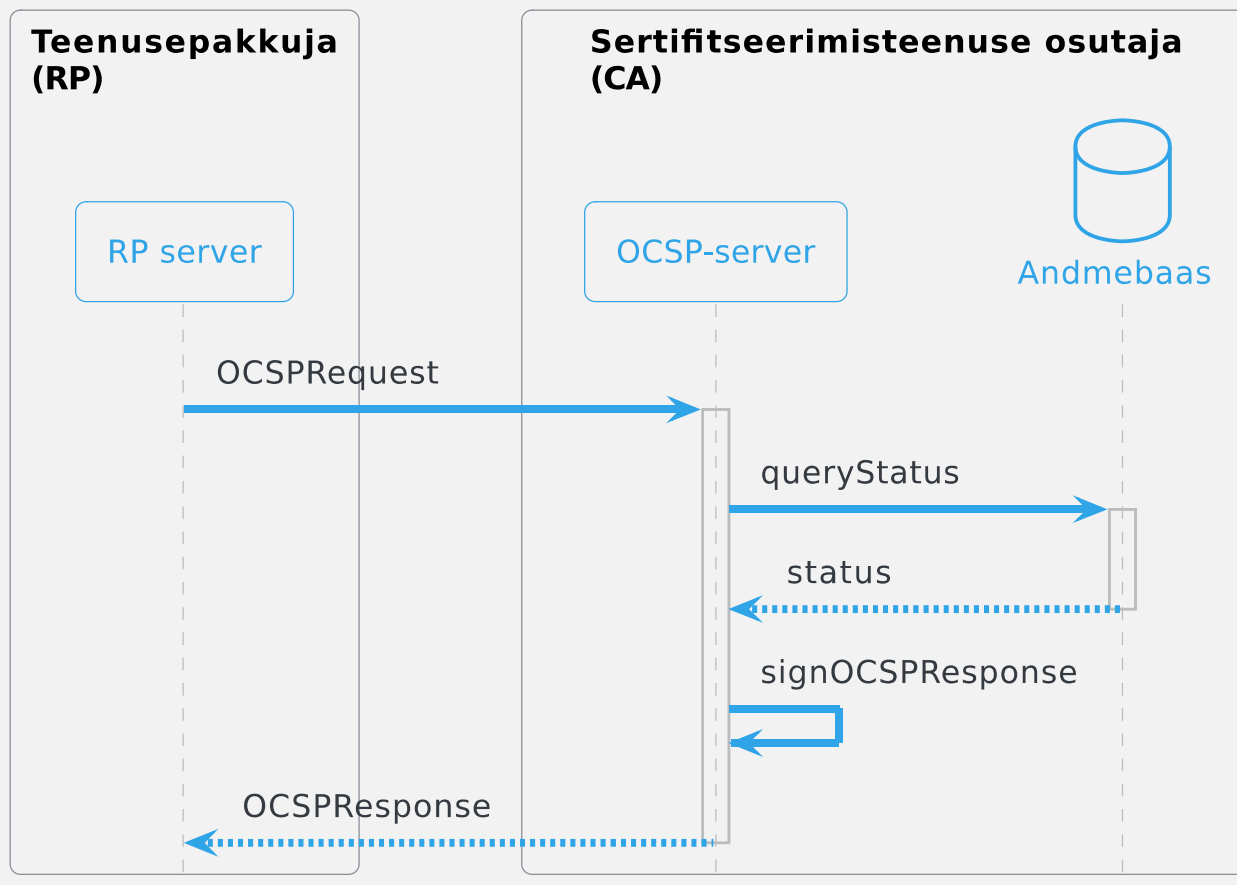 Teenusepakkuja
(RP)
Sertifitseerimisteenuse osutaja
(CA)
RP server
OCSP-server
Andmebaas
OCSPRequest
queryStatus
status
signOCSPResponse
OCSPResponse